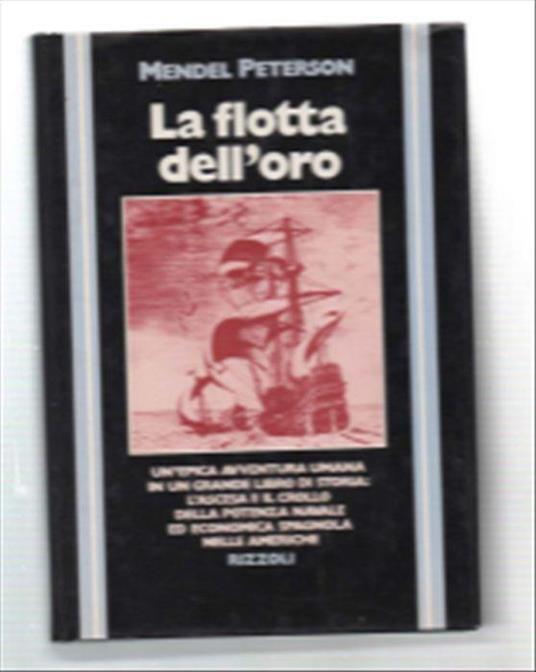 MENDEL PETERSON
La flotta
dell'oro
UN'EPICA AVVENTURA UMANA
IN UN GRANDE LIBRO DI STORIA:
L'ASCESA E IL CROLLO
DELLA POTENZA NAVALE
ED ECONOMICA SPAGNOLA
NELLE AMERICHE
RIZZOLI